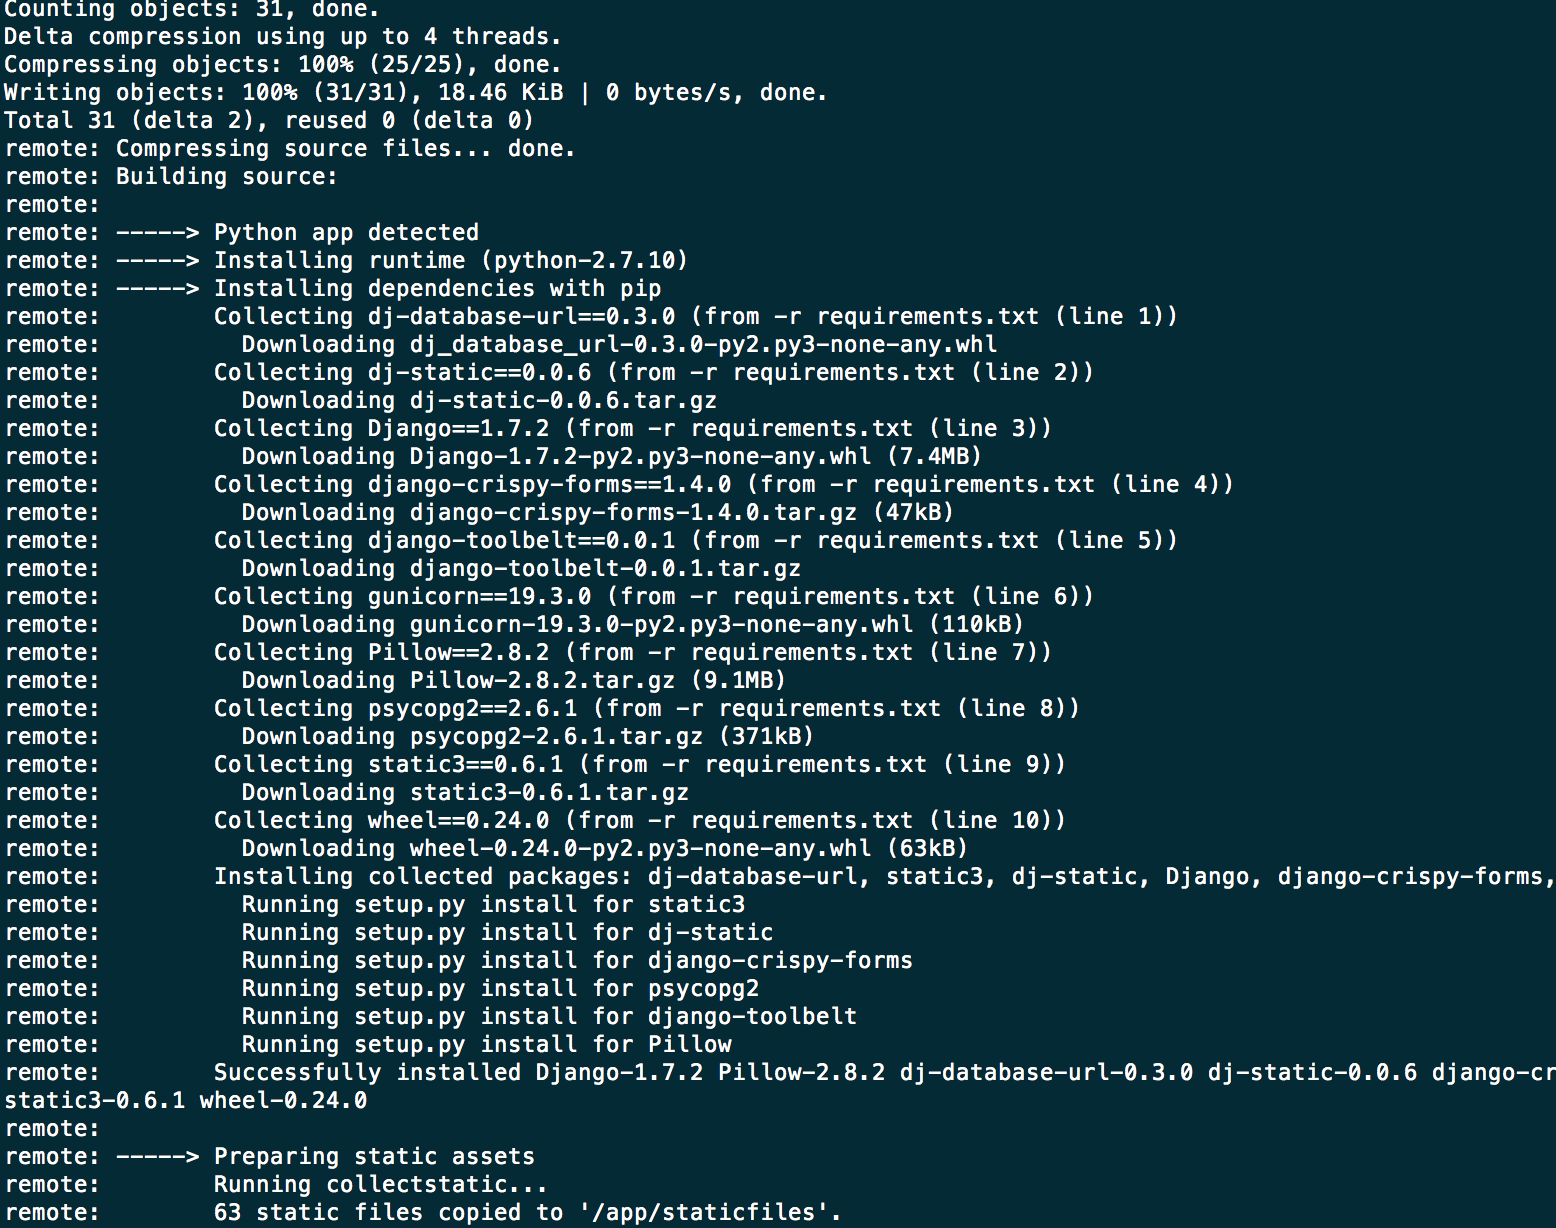 Counting objects: 31, done.
Delta compression using up to 4 threads.
Compressing objects: 100% (25/25), done.
Writing objects: 100% (31/31), 18.46 KiB | 0 bytes/s, done.
Total 31 (delta 2), reused 0 (delta 0)
remote: Compressing source files... done.
remote: Building source:
remote:
remote: -----> Python app detected
remote: -----> Installing runtime (python-2.7.10)
remote: -----> Installing dependencies with pip
remote:        Collecting dj-database-url==0.3.0 (from -r requirements.txt (line 1))
remote:          Downloading dj_database_url-0.3.0-py2.py3-none-any.whl
remote:        Collecting dj-static==0.0.6 (from -r requirements.txt (line 2))
remote:          Downloading dj-static-0.0.6.tar.gz
remote:        Collecting Django==1.7.2 (from -r requirements.txt (line 3))
remote:          Downloading Django-1.7.2-py2.py3-none-any.whl (7.4MB)
remote:        Collecting django-crispy-forms==1.4.0 (from -r requirements.txt (line 4))
remote:          Downloading django-crispy-forms-1.4.0.tar.gz (47kB)
remote:        Collecting django-toolbelt==0.0.1 (from -r requirements.txt (line 5))
remote:          Downloading django-toolbelt-0.0.1.tar.gz
remote:        Collecting gunicorn==19.3.0 (from -r requirements.txt (line 6))
remote:          Downloading gunicorn-19.3.0-py2.py3-none-any.whl (110kB)
remote:        Collecting Pillow==2.8.2 (from -r requirements.txt (line 7))
remote:          Downloading Pillow-2.8.2.tar.gz (9.1MB)
remote:        Collecting psycopg2==2.6.1 (from -r requirements.txt (line 8))
remote:          Downloading psycopg2-2.6.1.tar.gz (371kB)
remote:        Collecting static3==0.6.1 (from -r requirements.txt (line 9))
remote:          Downloading static3-0.6.1.tar.gz
remote:        Collecting wheel==0.24.0 (from -r requirements.txt (line 10))
remote:          Downloading wheel-0.24.0-py2.py3-none-any.whl (63kB)
remote:        Installing collected packages: dj-database-url, static3, dj-static, Django, django-crispy-forms,
remote:          Running setup.py install for static3
remote:          Running setup.py install for dj-static
remote:          Running setup.py install for django-crispy-forms
remote:          Running setup.py install for psycopg2
remote:          Running setup.py install for django-toolbelt
remote:          Running setup.py install for Pillow
remote:        Successfully installed Django-1.7.2 Pillow-2.8.2 dj-database-url-0.3.0 dj-static-0.0.6 django-cr
static3-0.6.1 wheel-0.24.0
remote:
remote: -----> Preparing static assets
remote:        Running collectstatic...
remote:        63 static files copied to '/app/staticfiles'.